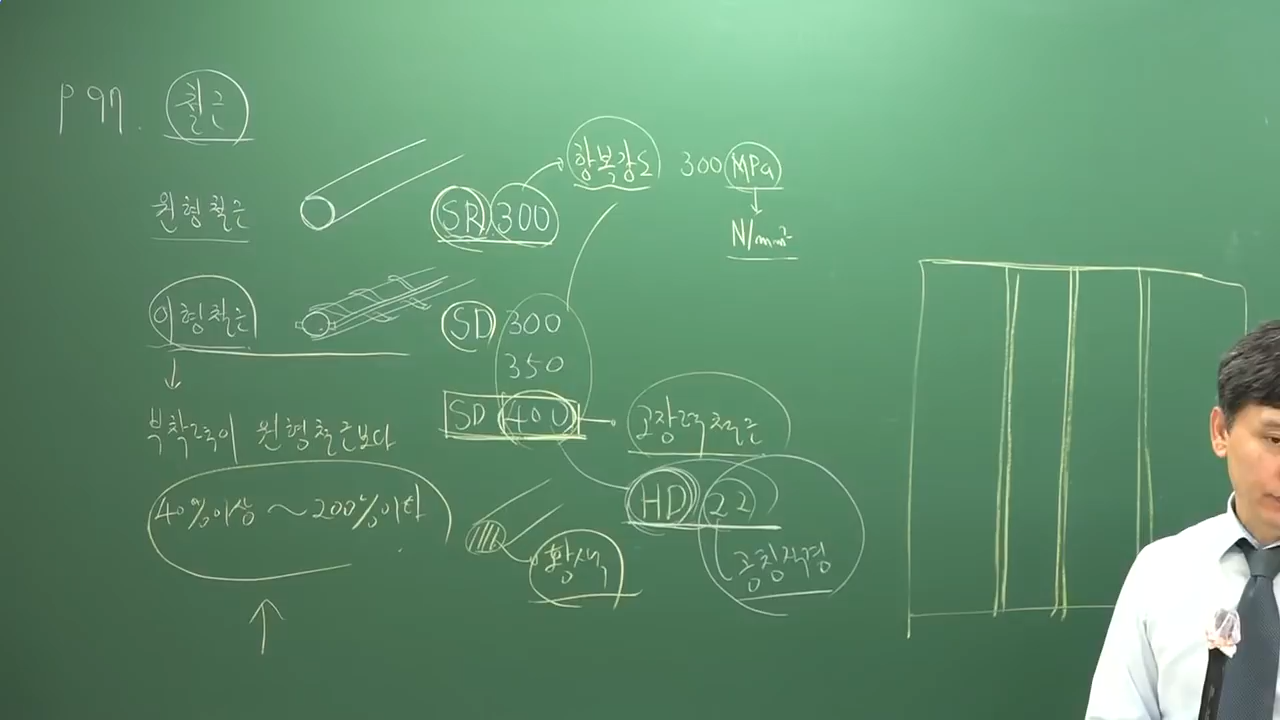 P 97. 철근
항복강도 300 MPa
원형철근
SR 300
N/mm²
이형철근
SD 300
350
SD 400
고장력철근
부착력이 원형철근보다
HD 22
40%이상 ~ 200%이하
황색
공칭직경